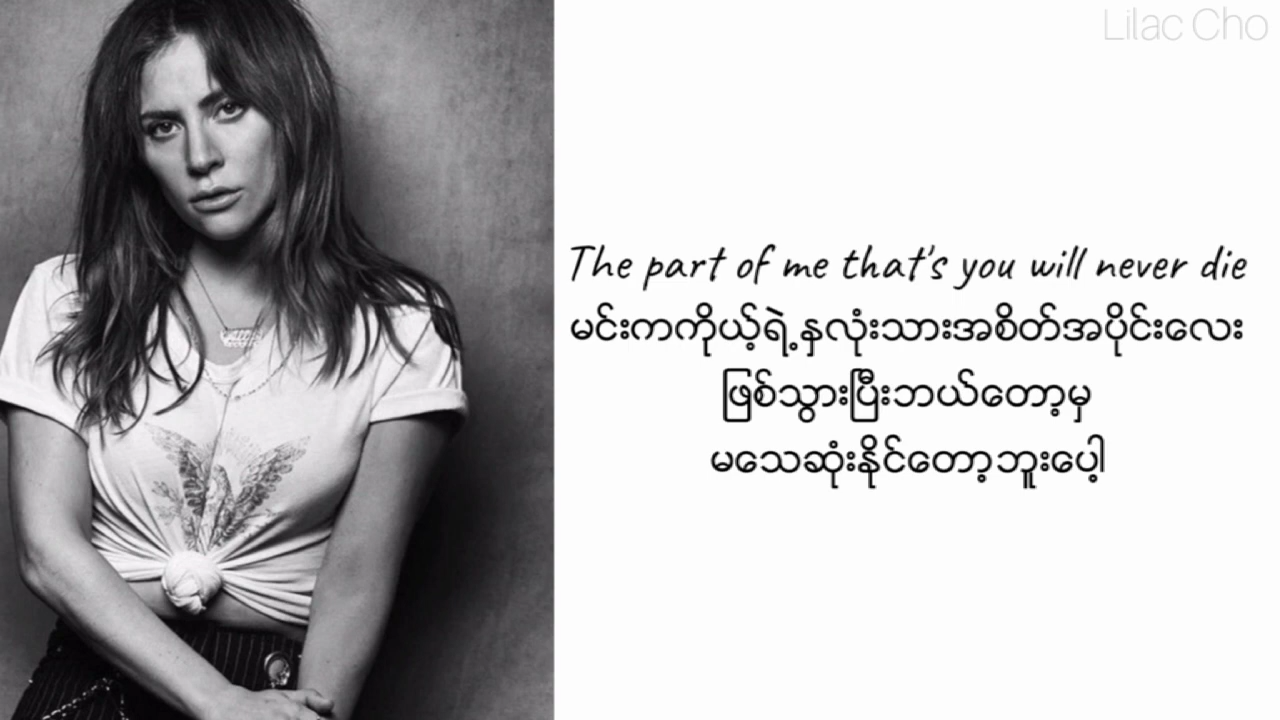 Lilac Cho
The part of me that's you will never die
မင်းကကိုယ့်ရဲ့နှလုံးသားအစိတ်အပိုင်းလေး
ဖြစ်သွားပြီးဘယ်တော့မှ
မသေဆုံးနိုင်တော့ဘူးပေါ့